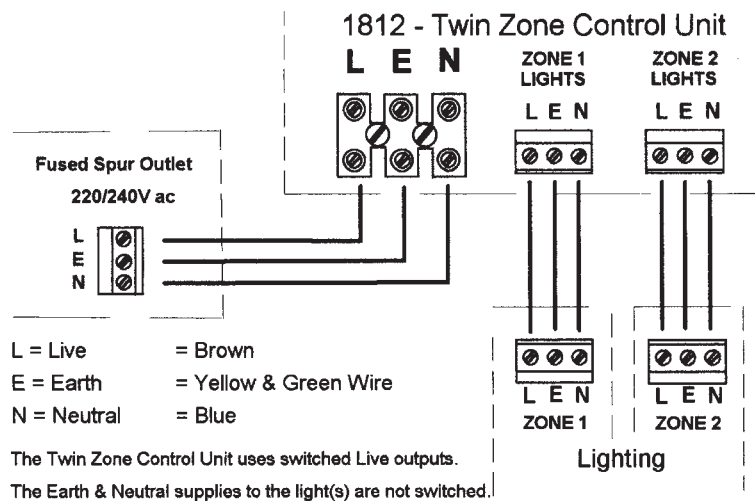 1812 - Twin Zone Control Unit
L E N
ZONE 1
LIGHTS
L E N
ZONE 2
LIGHTS
L E N
Fused Spur Outlet
220/240V ac
L
E
N
L = Live = Brown
E = Earth = Yellow & Green Wire
N = Neutral = Blue
The Twin Zone Control Unit uses switched Live outputs.
The Earth & Neutral supplies to the light(s) are not switched.
L E N
ZONE 1
L E N
ZONE 2
Lighting